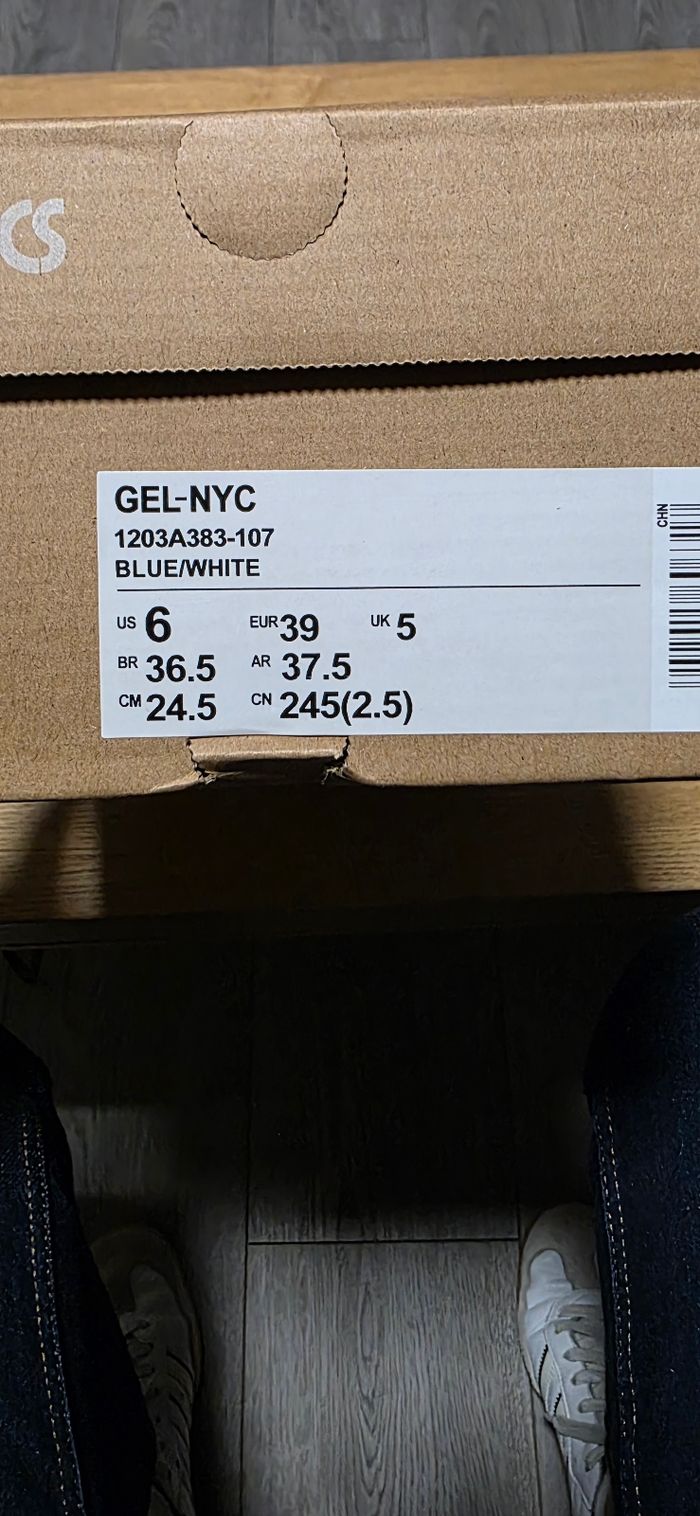 CS
GEL-NYC
1203A383-107
BLUE/WHITE
US 6 EUR 39 UK 5
BR 36.5 AR 37.5
CM 24.5 CN 245(2.5)
CHN